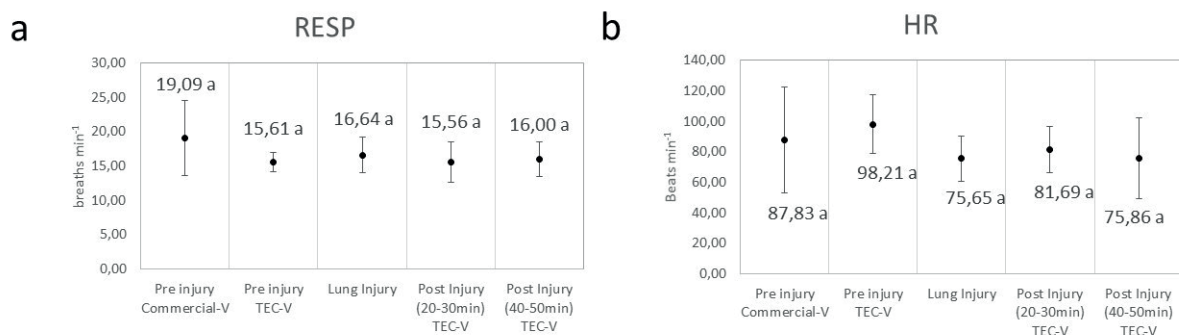 a
RESP
breaths min-1
30,00
25,00
20,00
15,00
10,00
5,00
0,00
19,09 a
15,61 a
16,64 a
15,56 a
16,00 a
Pre injury
Commercial-V
Pre injury
TEC-V
Lung Injury
Post Injury
(20-30min)
TEC-V
Post Injury
(40-50min)
TEC-V
b
HR
Beats min-1
140,00
120,00
100,00
80,00
60,00
40,00
20,00
0,00
87,83 a
98,21 a
75,65 a
81,69 a
75,86 a
Pre injury
Commercial-V
Pre injury
TEC-V
Lung Injury
Post Injury
(20-30min)
TEC-V
Post Injury
(40-50min)
TEC-V